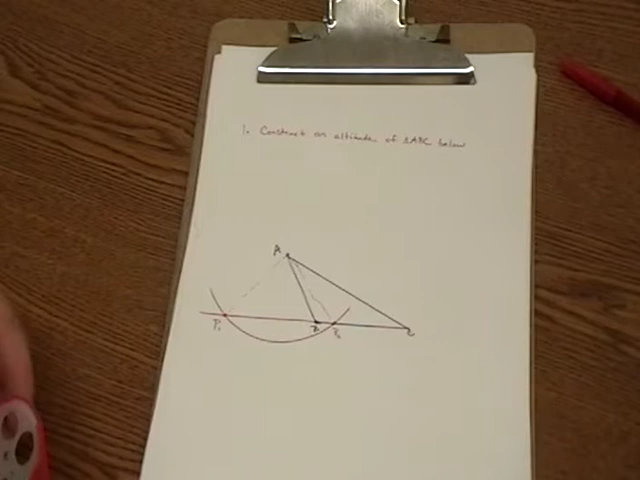 1. Construct an altitude of △ABC below
A
P₁
B
P₂
C